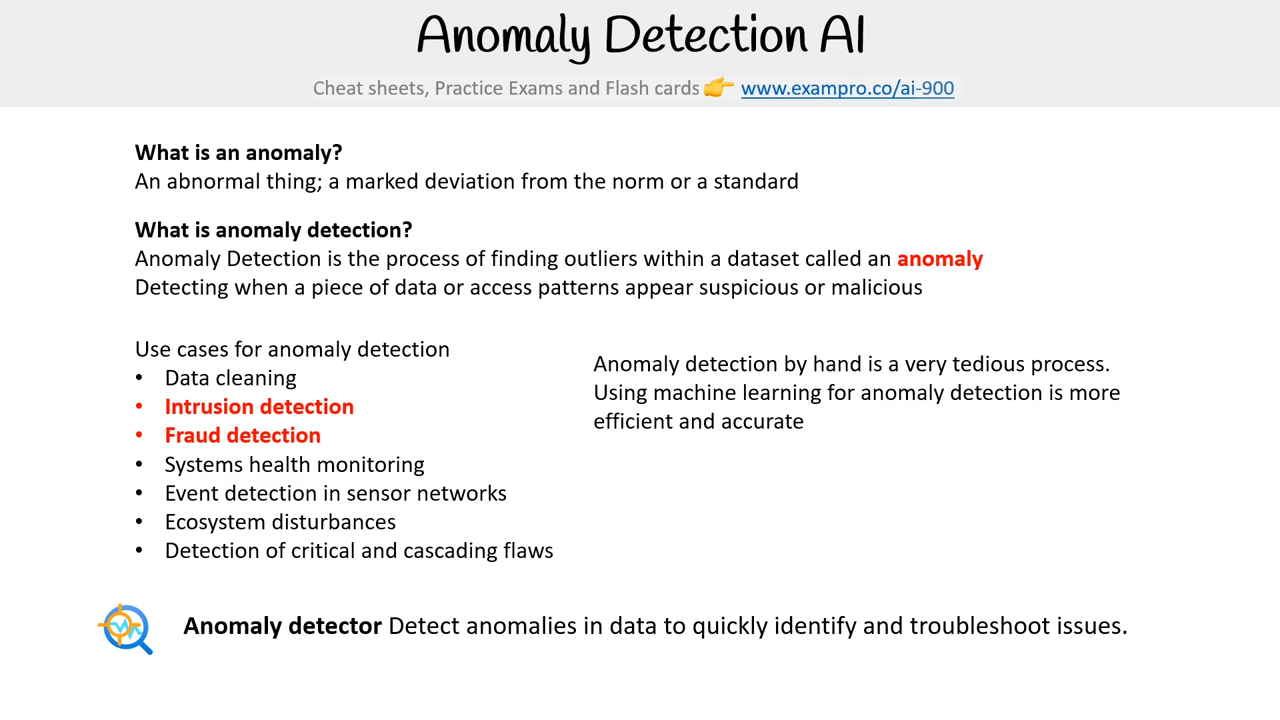 Anomaly Detection AI
Cheat sheets, Practice Exams and Flash cards 👉 www.exampro.co/ai-900
What is an anomaly?
An abnormal thing; a marked deviation from the norm or a standard
What is anomaly detection?
Anomaly Detection is the process of finding outliers within a dataset called an anomaly
Detecting when a piece of data or access patterns appear suspicious or malicious
Use cases for anomaly detection
• Data cleaning
• Intrusion detection
• Fraud detection
• Systems health monitoring
• Event detection in sensor networks
• Ecosystem disturbances
• Detection of critical and cascading flaws
Anomaly detection by hand is a very tedious process.
Using machine learning for anomaly detection is more
efficient and accurate
Anomaly detector Detect anomalies in data to quickly identify and troubleshoot issues.